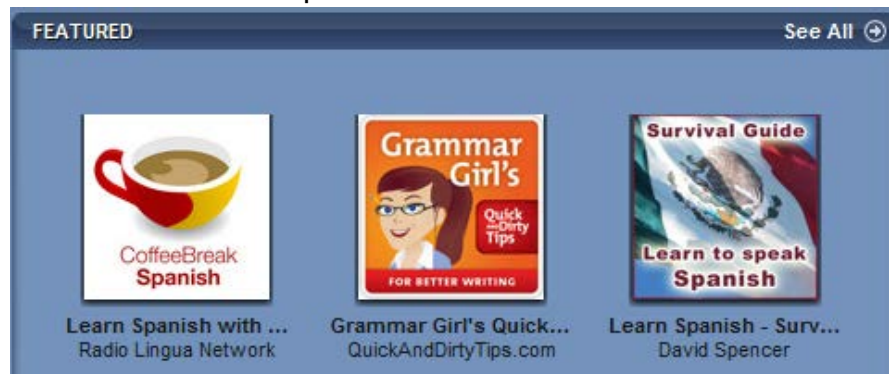 FEATURED See All
CoffeeBreak
Spanish
Grammar
Girl's
Quick
and Dirty
Tips
FOR BETTER WRITING
Survival Guide
Learn to speak
Spanish
Learn Spanish with ... Grammar Girl's Quick... Learn Spanish - Surv...
Radio Lingua Network QuickAndDirtyTips.com David Spencer